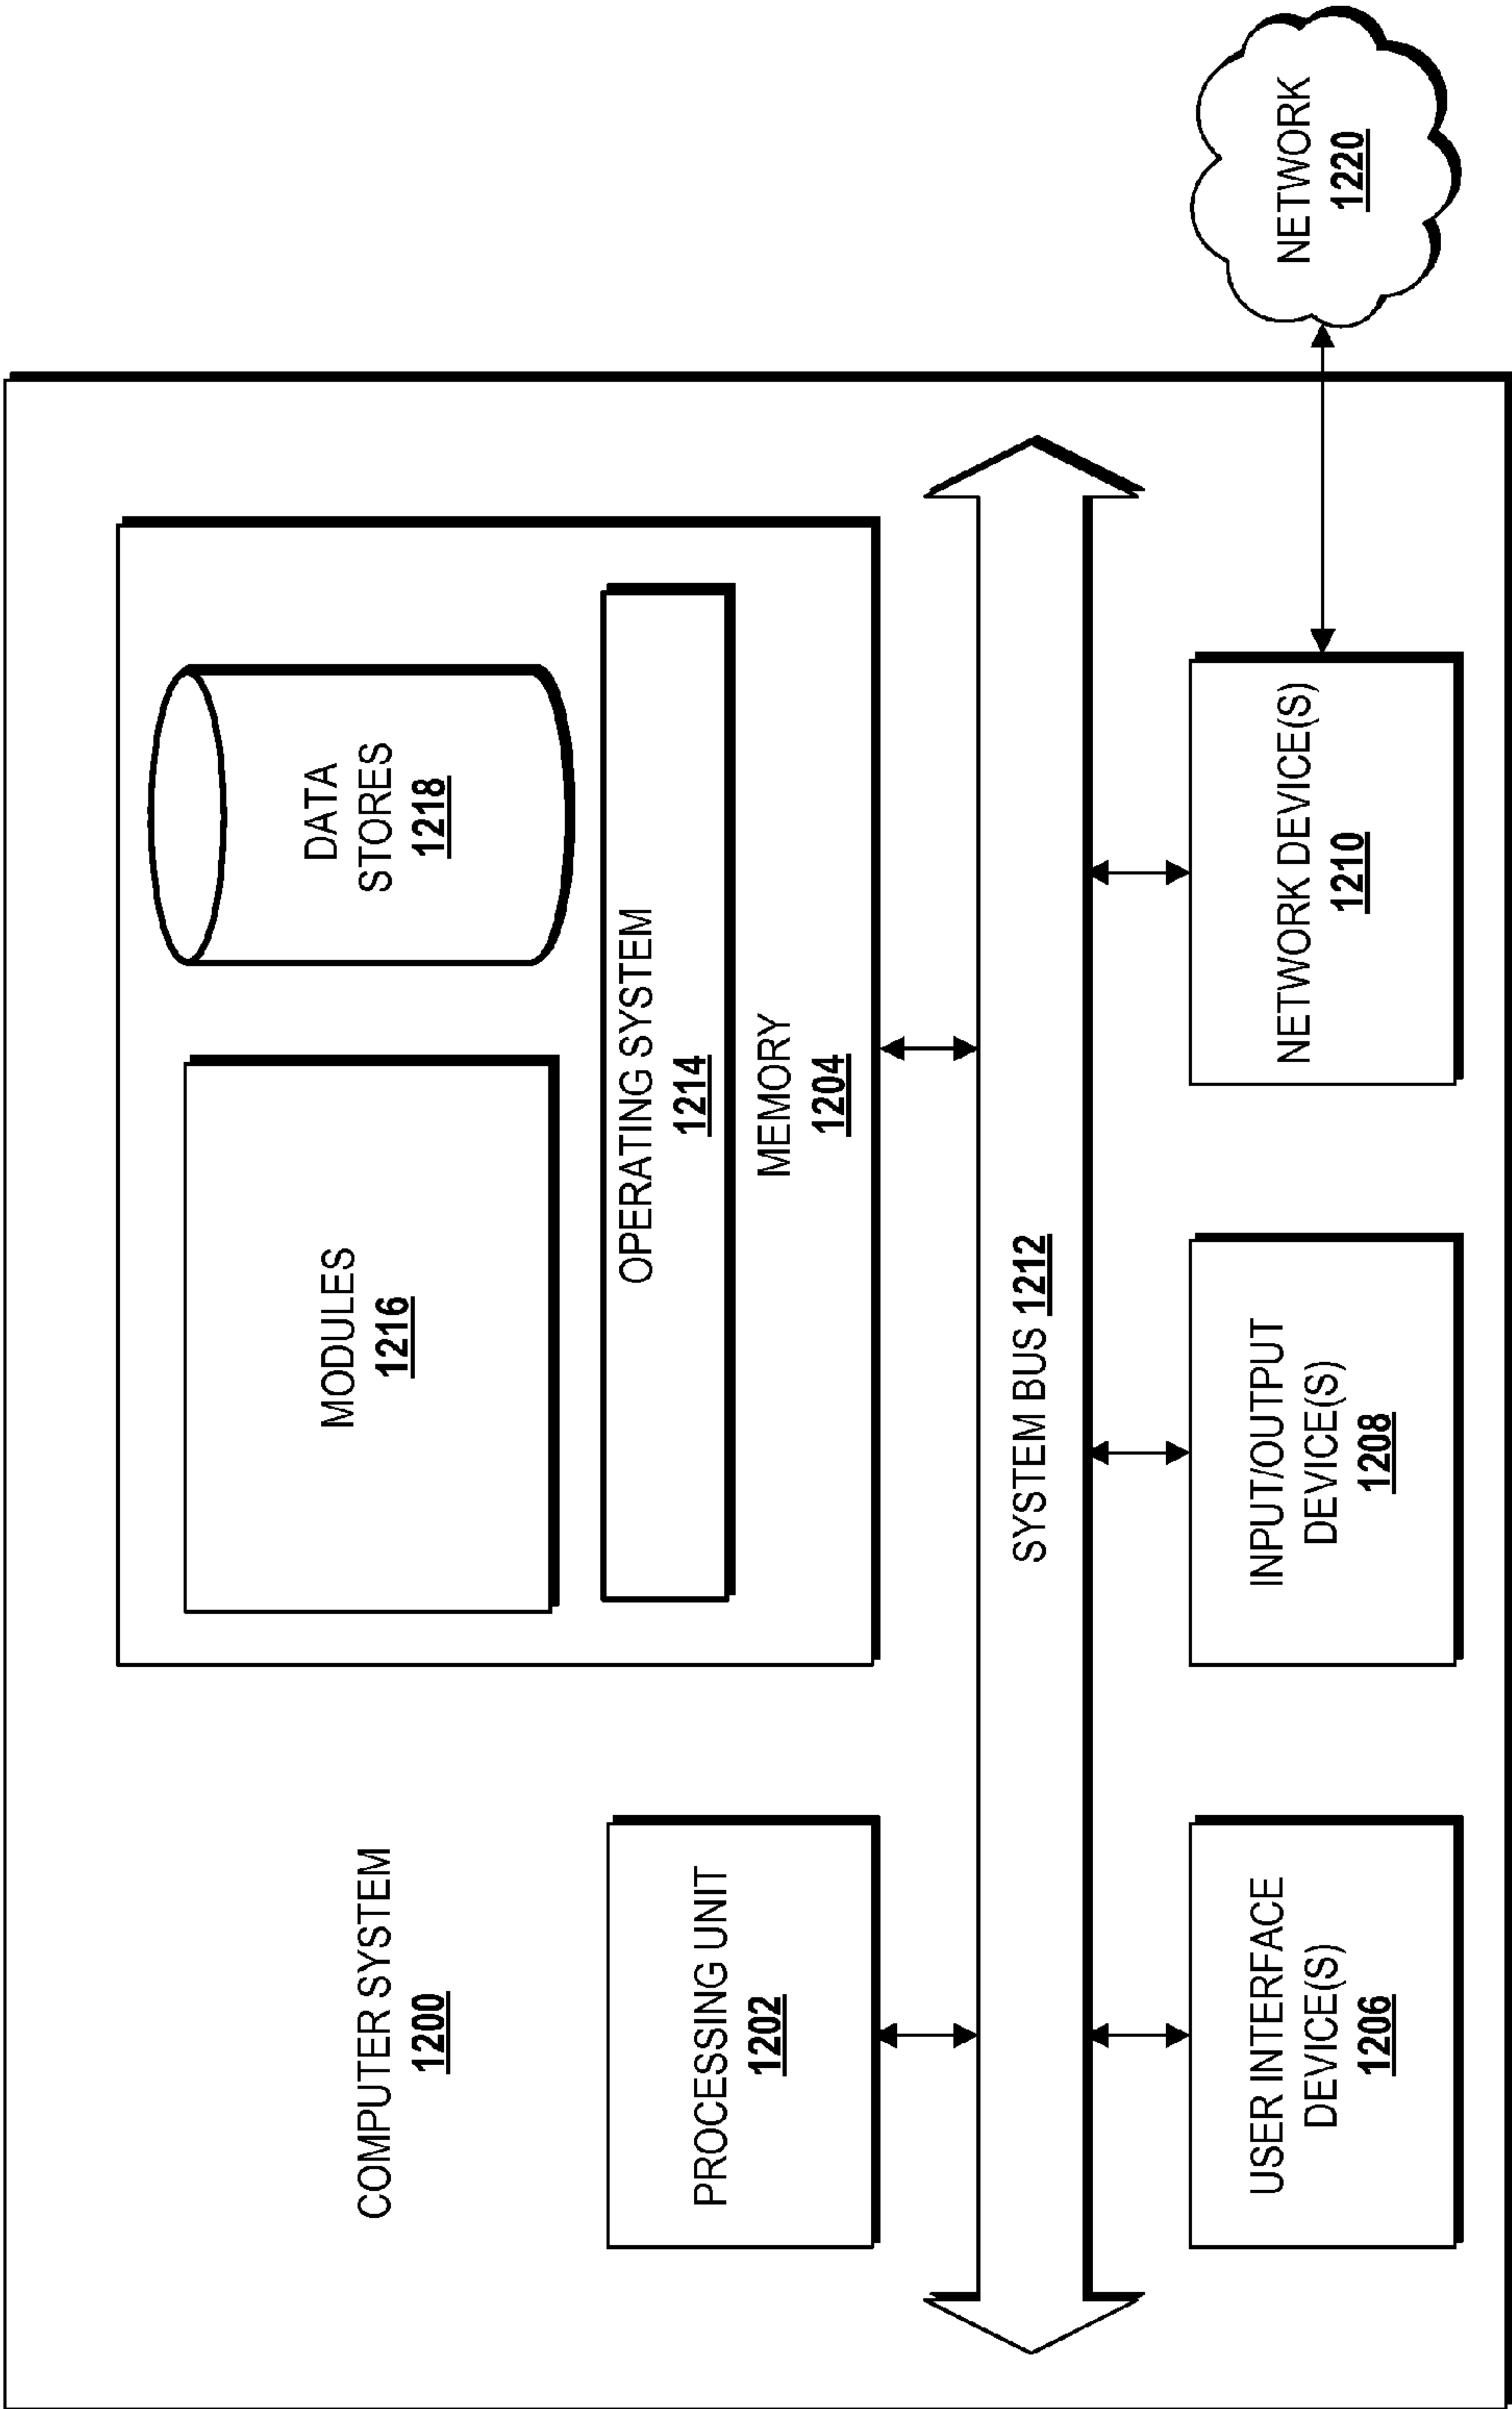 COMPUTER SYSTEM
1200
PROCESSING UNIT
1202
MODULES
1216
DATA
STORES
1218
OPERATING SYSTEM
1214
MEMORY
1204
SYSTEM BUS 1212
USER INTERFACE
DEVICE(S)
1206
INPUT/OUTPUT
DEVICE(S)
1208
NETWORK DEVICE(S)
1210
NETWORK
1220